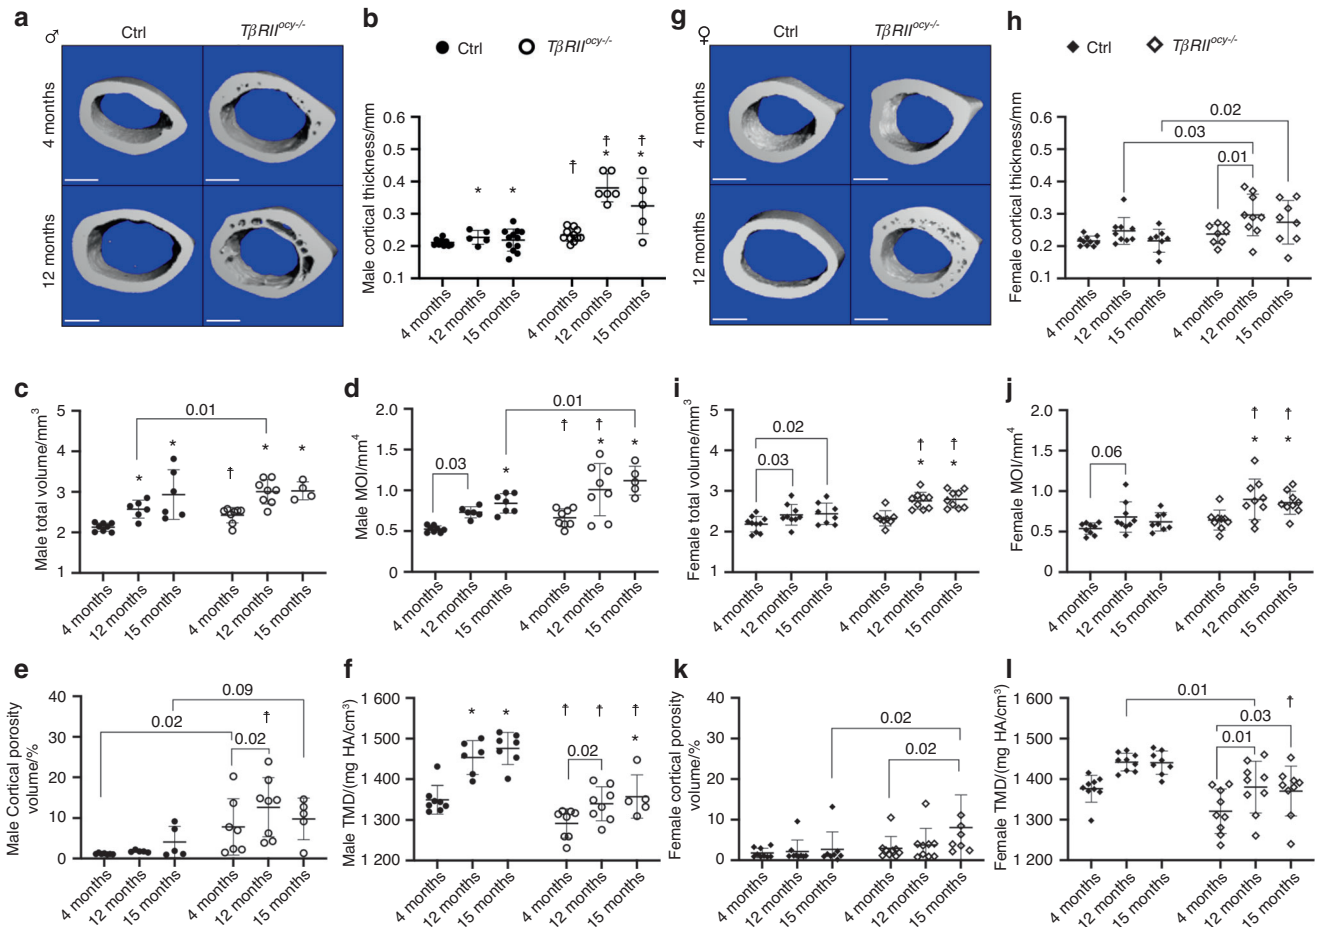 a
♂
Ctrl
TβRII^ocy-/-
4 months
12 months
b
Ctrl
TβRII^ocy-/-
Male cortical thickness/mm
0.6
0.5
0.4
0.3
0.2
0.1
*
*
†
†
*
†
*
4 months
12 months
15 months
4 months
12 months
15 months
g
♀
Ctrl
TβRII^ocy-/-
4 months
12 months
h
Ctrl
TβRII^ocy-/-
Female cortical thickness/mm
0.6
0.5
0.4
0.3
0.2
0.1
0.02
0.03
0.01
4 months
12 months
15 months
4 months
12 months
15 months
c
Male total volume/mm³
5
4
3
2
1
0.01
*
*
†
*
*
4 months
12 months
15 months
4 months
12 months
15 months
d
Male MOI/mm⁴
2.0
1.5
1.0
0.5
0
0.01
0.03
*
†
†
*
*
4 months
12 months
15 months
4 months
12 months
15 months
i
Female total volume/mm³
5
4
3
2
1
0.02
0.03
†
*
†
*
4 months
12 months
15 months
4 months
12 months
15 months
j
Female MOI/mm⁴
2.0
1.5
1.0
0.5
0
0.06
†
*
†
*
4 months
12 months
15 months
4 months
12 months
15 months
e
Male Cortical porosity
volume/%
40
30
20
10
0
0.09
0.02
0.02
†
4 months
12 months
15 months
4 months
12 months
15 months
f
Male TMD/(mg HA/cm³)
1 600
1 500
1 400
1 300
1 200
*
*
†
†
†
*
0.02
4 months
12 months
15 months
4 months
12 months
15 months
k
Female cortical porosity
volume/%
40
30
20
10
0
0.02
0.02
4 months
12 months
15 months
4 months
12 months
15 months
l
Female TMD/(mg HA/cm³)
1 600
1 500
1 400
1 300
1 200
0.01
†
0.03
0.01
4 months
12 months
15 months
4 months
12 months
15 months